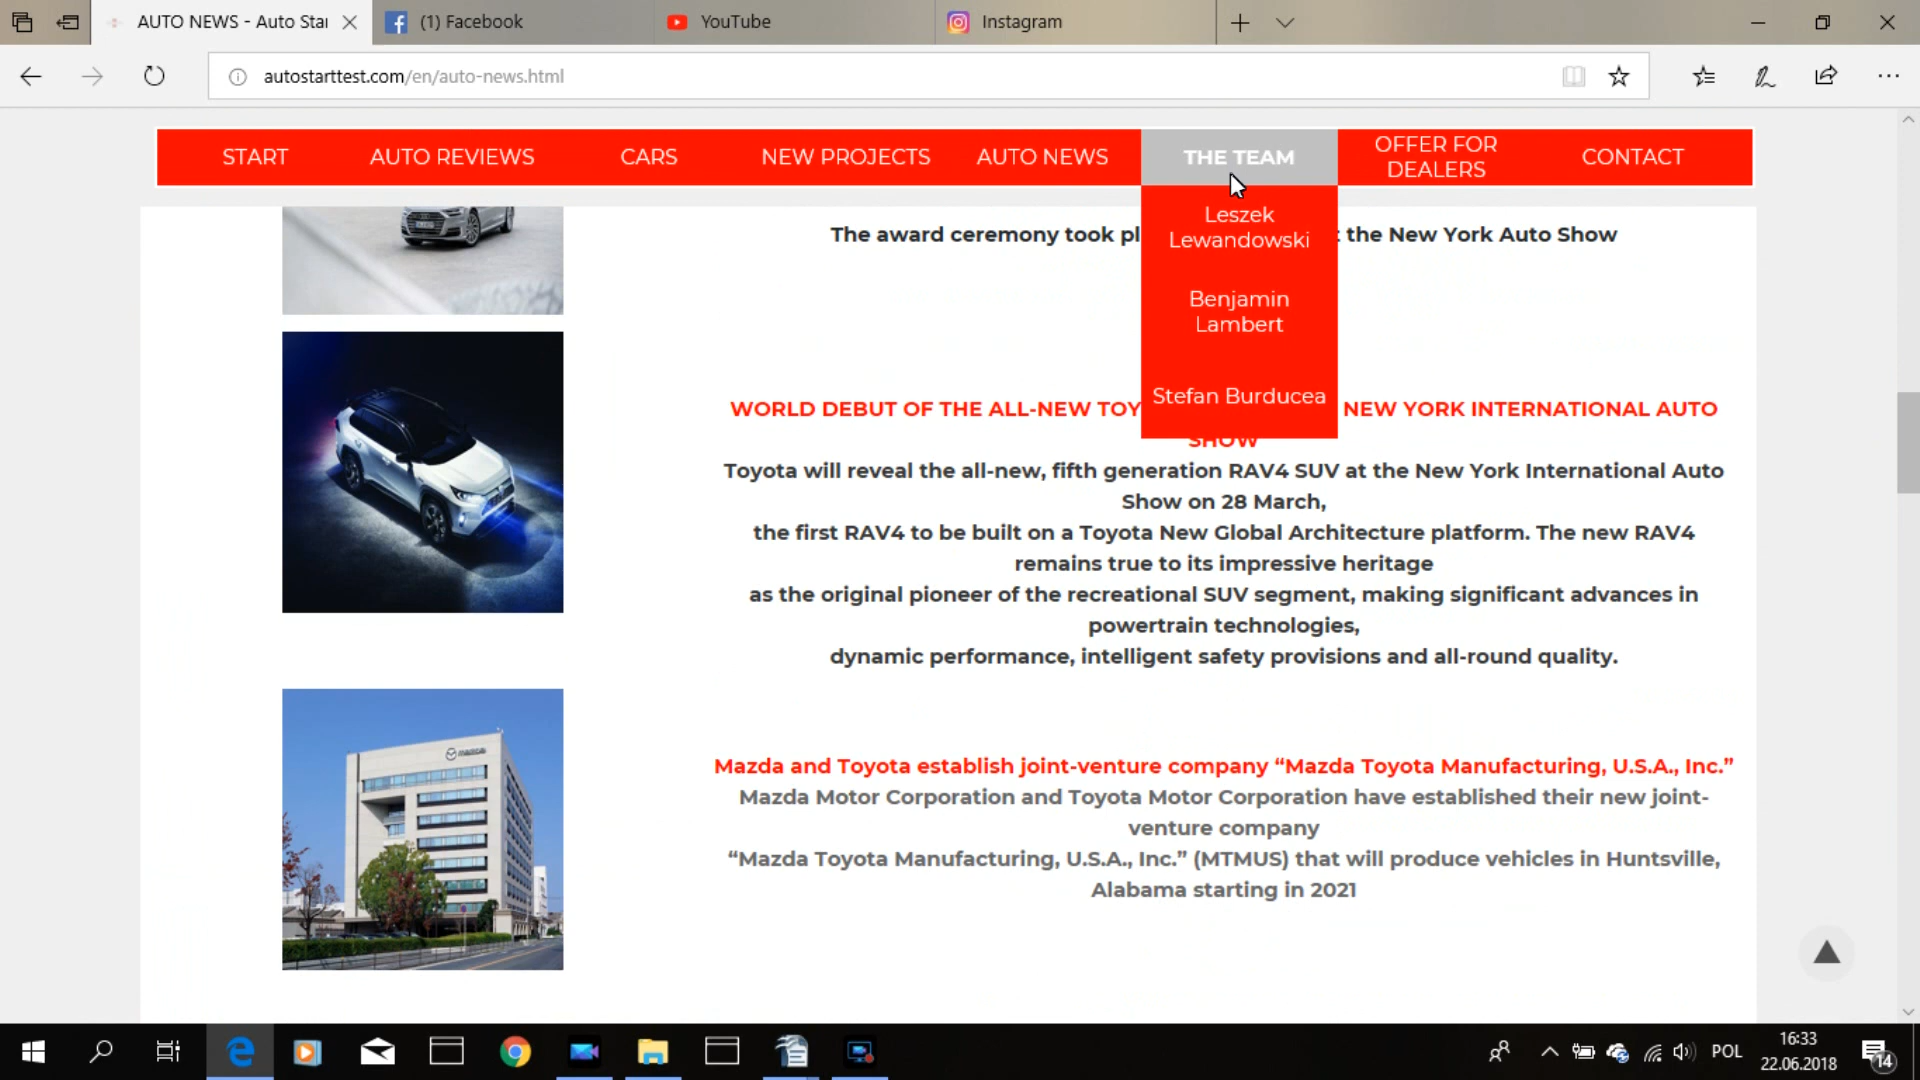 AUTO NEWS - Auto Star
(1) Facebook
YouTube
Instagram
autostarttest.com/en/auto-news.html
START
AUTO REVIEWS
CARS
NEW PROJECTS
AUTO NEWS
THE TEAM
OFFER FOR
DEALERS
CONTACT
Leszek
Lewandowski
Benjamin
Lambert
Stefan Burducea
The award ceremony took pl
the New York Auto Show
WORLD DEBUT OF THE ALL-NEW TOY
NEW YORK INTERNATIONAL AUTO
SHOW
Toyota will reveal the all-new, fifth generation RAV4 SUV at the New York International Auto
Show on 28 March,
the first RAV4 to be built on a Toyota New Global Architecture platform. The new RAV4
remains true to its impressive heritage
as the original pioneer of the recreational SUV segment, making significant advances in
powertrain technologies,
dynamic performance, intelligent safety provisions and all-round quality.
mazda
Mazda and Toyota establish joint-venture company “Mazda Toyota Manufacturing, U.S.A., Inc.”
Mazda Motor Corporation and Toyota Motor Corporation have established their new joint-
venture company
“Mazda Toyota Manufacturing, U.S.A., Inc.” (MTMUS) that will produce vehicles in Huntsville,
Alabama starting in 2021
POL
16:33
22.06.2018
14